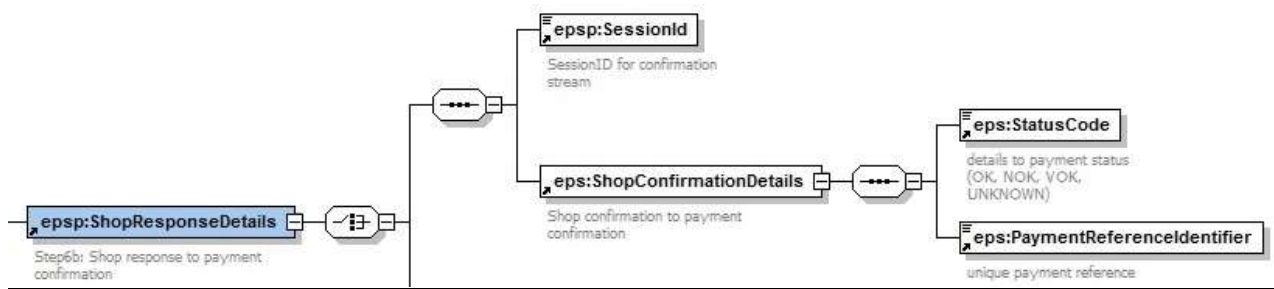 epsp:SessionId
SessionID for confirmation
stream
eps:StatusCode
details to payment status
(OK, NOK, VOK,
UNKNOWN)
eps:ShopConfirmationDetails
Shop confirmation to payment
confirmation
epsp:ShopResponseDetails
Step6b: Shop response to payment
confirmation
eps:PaymentReferenceIdentifier
unique payment reference